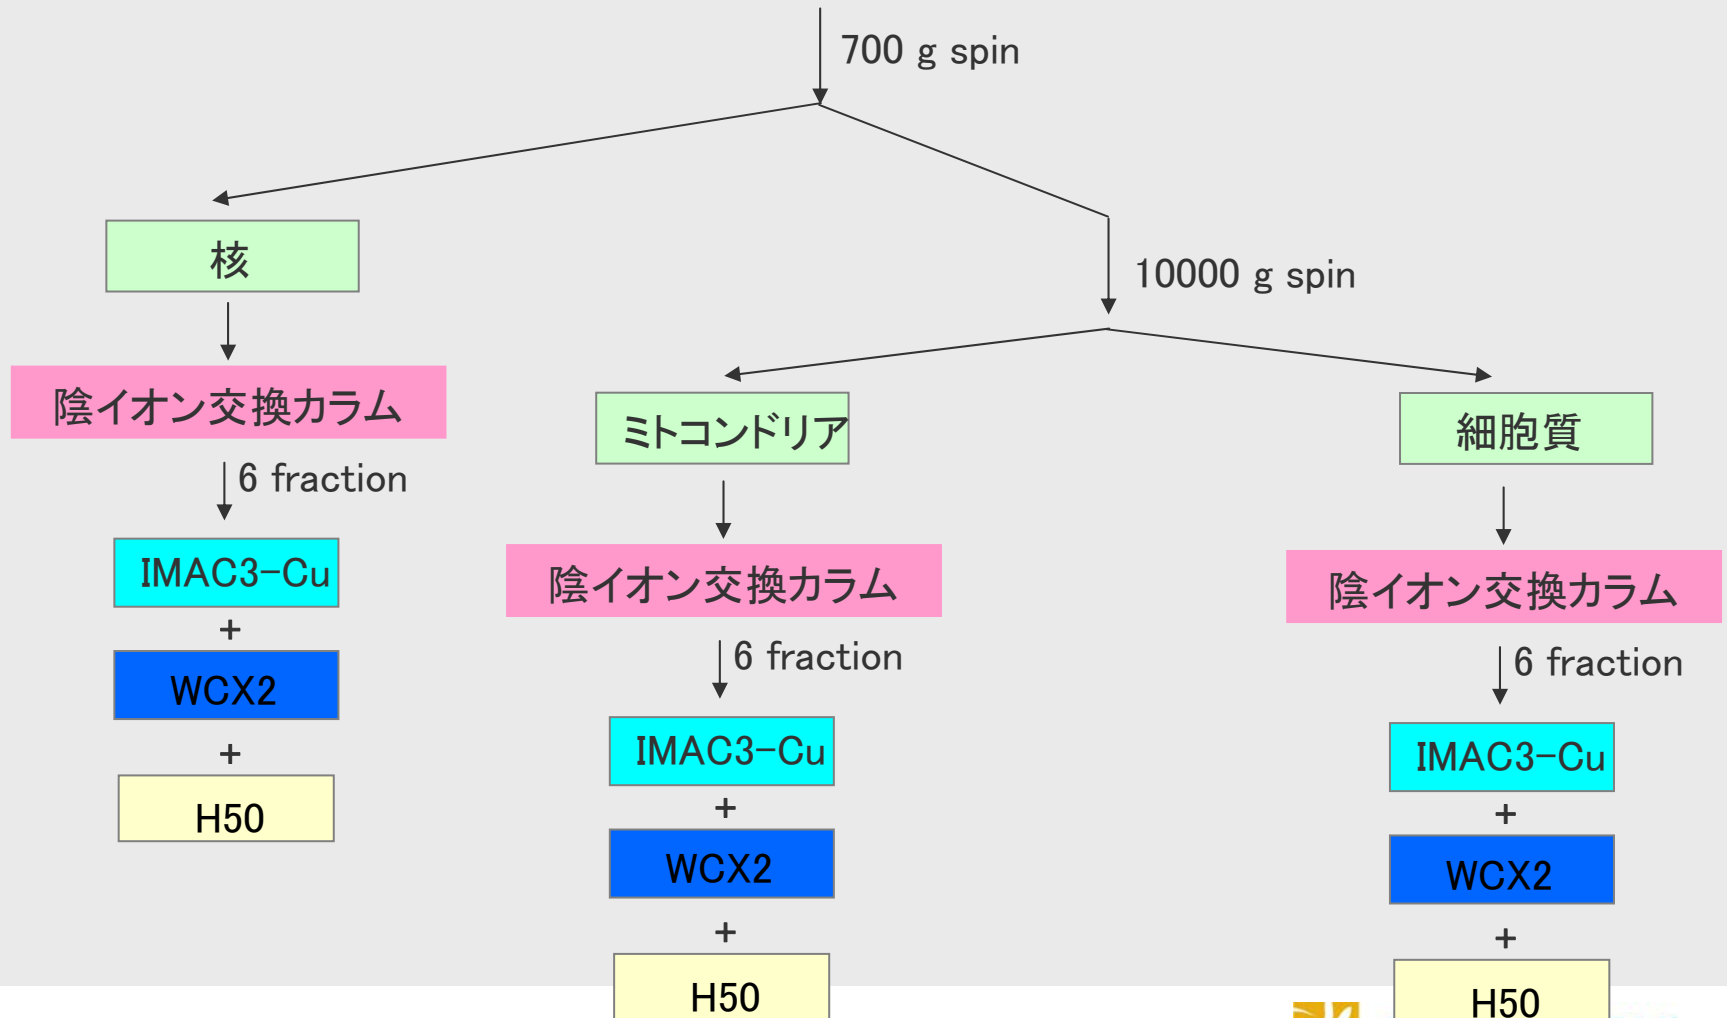 700 g spin
核
10000 g spin
陰イオン交換カラム
ミトコンドリア
細胞質
6 fraction
IMAC3-Cu
+
WCX2
+
H50
陰イオン交換カラム
6 fraction
IMAC3-Cu
+
WCX2
+
H50
陰イオン交換カラム
6 fraction
IMAC3-Cu
+
WCX2
+
H50